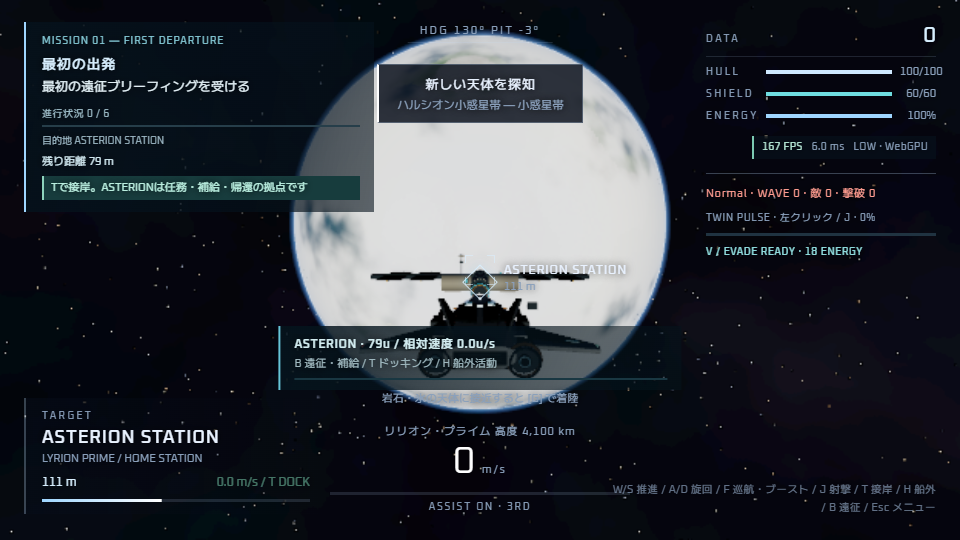 MISSION 01 — FIRST DEPARTURE
最初の出発
最初の遠征ブリーフィングを受ける
進行状況 0 / 6
目的地 ASTERION STATION
残り距離 79 m
Tで接岸。ASTERIONは任務・補給・帰還の拠点です
HDG 130° PIT -3°
新しい天体を探知
ハルシオン小惑星帯 — 小惑星帯
DATA 0
HULL 100/100
SHIELD 60/60
ENERGY 100%
167 FPS 6.0 ms LOW · WebGPU
Normal · WAVE 0 · 敵 0 · 撃破 0
TWIN PULSE · 左クリック / J · 0%
V / EVADE READY · 18 ENERGY
ASTERION STATION
111 m
ASTERION · 79u / 相対速度 0.0u/s
B 遠征・補給 / T ドッキング / H 船外活動
で着陸
リリオン・プライム 高度 4,100 km
0 m/s
ASSIST ON · 3RD
TARGET
ASTERION STATION
LYRION PRIME / HOME STATION
111 m 0.0 m/s / T DOCK
W/S 推進 / A/D 旋回 / F 巡航・ブースト / J 射撃 / T 接岸 / H 船外
/ B 遠征 / Esc メニュー